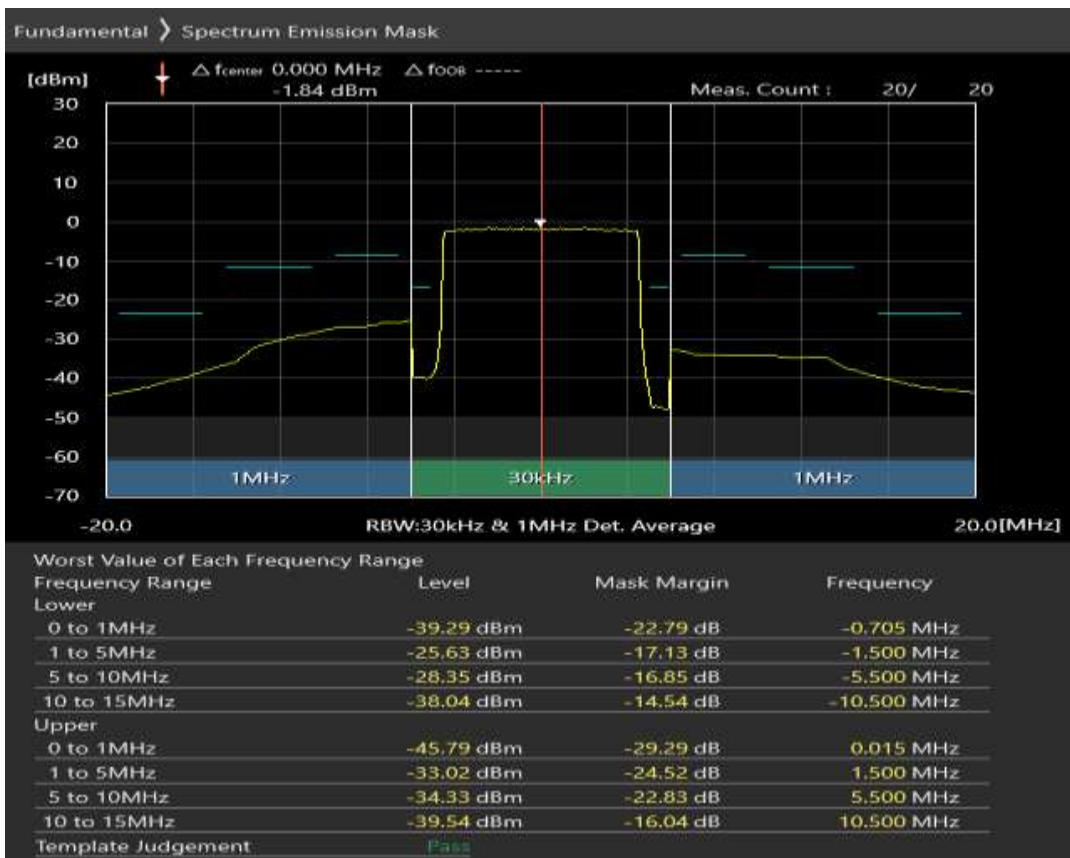 Fundamental ❯ Spectrum Emission Mask
[dBm] △ fcenter 0.000 MHz △ fOOB -----
-1.84 dBm Meas. Count : 20/ 20
30
20
10
0
-10
-20
-30
-40
-50
-60
1MHz 30kHz 1MHz
-70
-20.0 RBW:30kHz & 1MHz Det. Average 20.0[MHz]
Worst Value of Each Frequency Range
Frequency Range Level Mask Margin Frequency
Lower
0 to 1MHz -39.29 dBm -22.79 dB -0.705 MHz
1 to 5MHz -25.63 dBm -17.13 dB -1.500 MHz
5 to 10MHz -28.35 dBm -16.85 dB -5.500 MHz
10 to 15MHz -38.04 dBm -14.54 dB -10.500 MHz
Upper
0 to 1MHz -45.79 dBm -29.29 dB 0.015 MHz
1 to 5MHz -33.02 dBm -24.52 dB 1.500 MHz
5 to 10MHz -34.33 dBm -22.83 dB 5.500 MHz
10 to 15MHz -39.54 dBm -16.04 dB 10.500 MHz
Template Judgement Pass